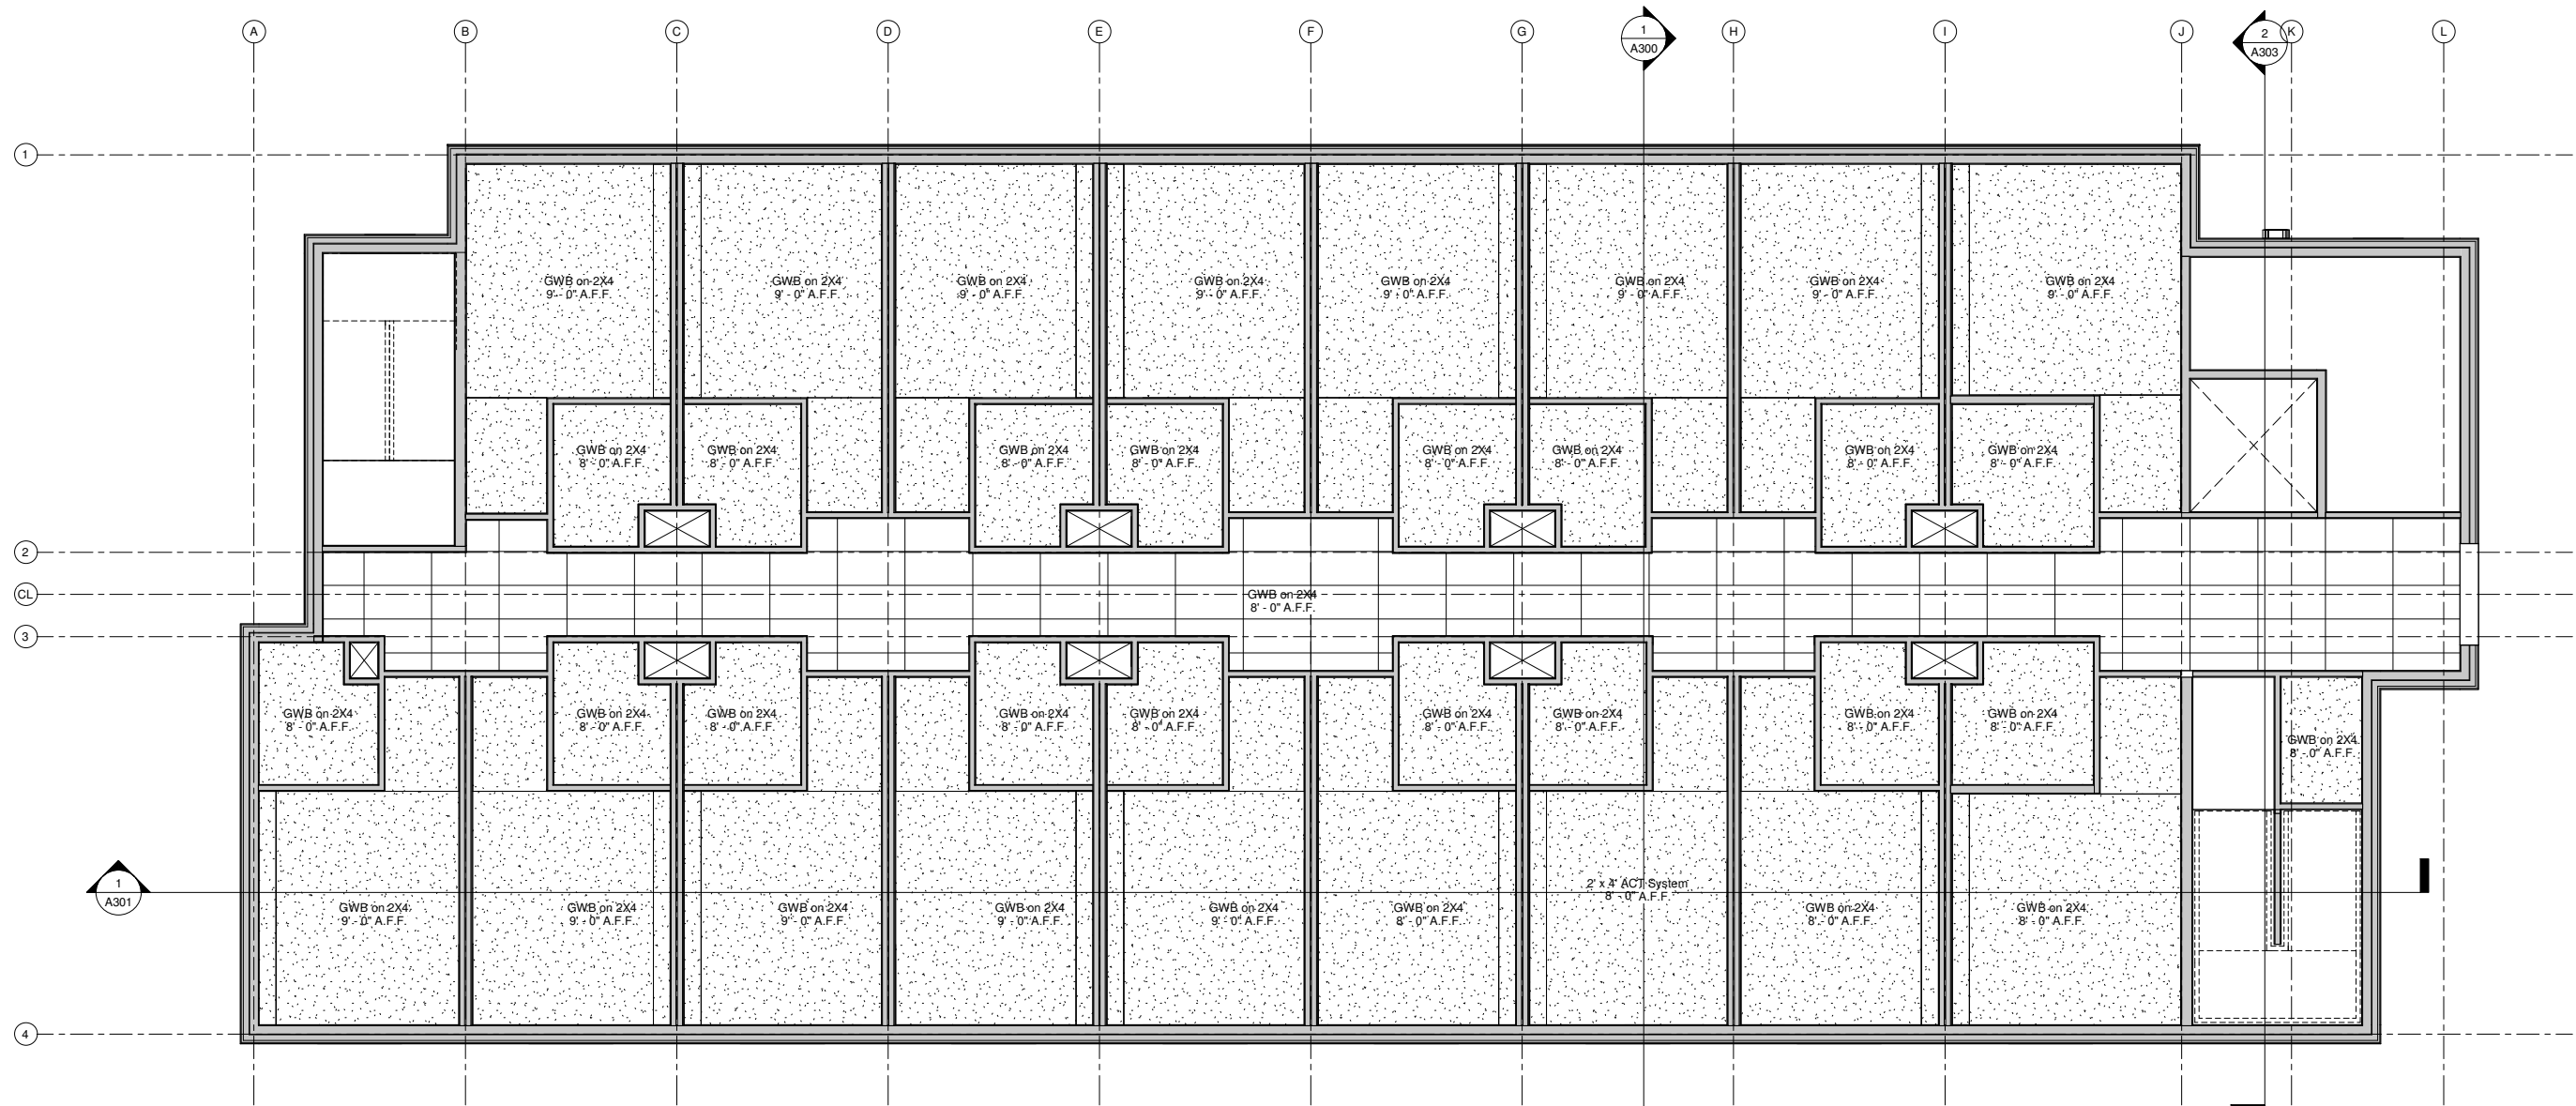 A B C D E F G H I J K L
1
A300
2
A303
1
GWB on 2X4 GWB on 2X4 GWB on 2X4 GWB on 2X4 GWB on 2X4 GWB on 2X4 GWB on 2X4 GWB on 2X4
9' - 0" A.F.F. 9' - 0" A.F.F. 9' - 0" A.F.F. 9' - 0" A.F.F. 9' - 0" A.F.F. 9' - 0" A.F.F. 9' - 0" A.F.F. 9' - 0" A.F.F.
GWB on 2X4 GWB on 2X4 GWB on 2X4 GWB on 2X4 GWB on 2X4 GWB on 2X4 GWB on 2X4 GWB on 2X4
8' - 0" A.F.F. 8' - 0" A.F.F. 8' - 0" A.F.F. 8' - 0" A.F.F. 8' - 0" A.F.F. 8' - 0" A.F.F. 8' - 0" A.F.F. 8' - 0" A.F.F.
2
CL
GWB on 2X4
8' - 0" A.F.F.
3
GWB on 2X4 GWB on 2X4 GWB on 2X4 GWB on 2X4 GWB on 2X4 GWB on 2X4 GWB on 2X4 GWB on 2X4 GWB on 2X4
8' - 0" A.F.F. 8' - 0" A.F.F. 8' - 0" A.F.F. 8' - 0" A.F.F. 8' - 0" A.F.F. 8' - 0" A.F.F. 8' - 0" A.F.F. 8' - 0" A.F.F. 8' - 0" A.F.F.
GWB on 2X4
8' - 0" A.F.F.
1
A301
2' x 4' ACT System
8' - 0" A.F.F.
GWB on 2X4 GWB on 2X4 GWB on 2X4 GWB on 2X4 GWB on 2X4 GWB on 2X4 GWB on 2X4 GWB on 2X4
9' - 0" A.F.F. 9' - 0" A.F.F. 9' - 0" A.F.F. 9' - 0" A.F.F. 9' - 0" A.F.F. 8' - 0" A.F.F. 8' - 0" A.F.F. 8' - 0" A.F.F.
4